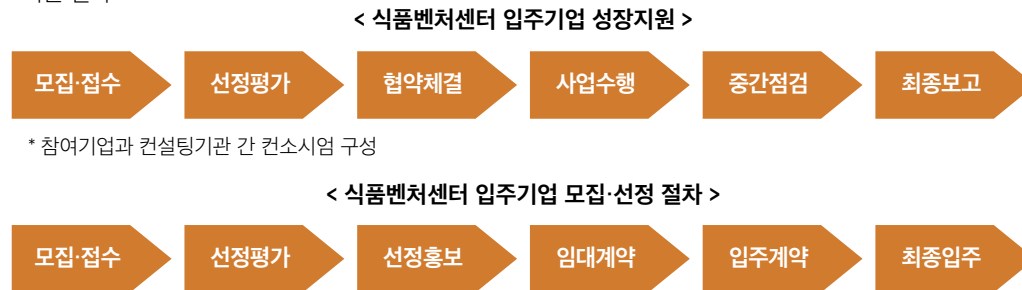 < 식품벤처센터 입주기업 성장지원 >
모집·접수 선정평가 협약체결 사업수행 중간점검 최종보고
* 참여기업과 컨설팅기관 간 컨소시엄 구성
< 식품벤처센터 입주기업 모집·선정 절차 >
모집·접수 선정평가 선정홍보 임대계약 입주계약 최종입주